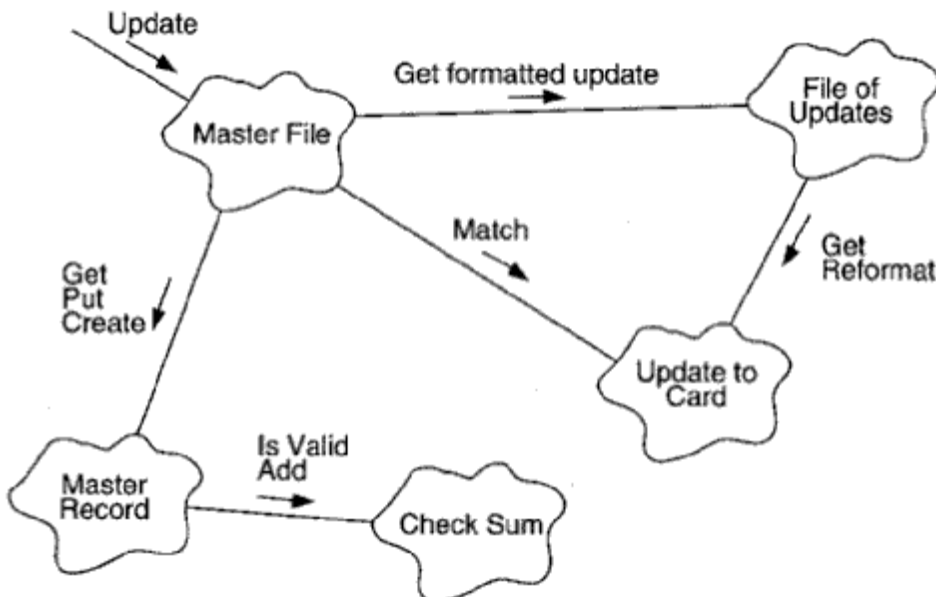 Update
Get formatted update
File of
Updates
Master File
Match
Get
Reformat
Get
Put
Create
Update to
Card
Is Valid
Add
Master
Record
Check Sum